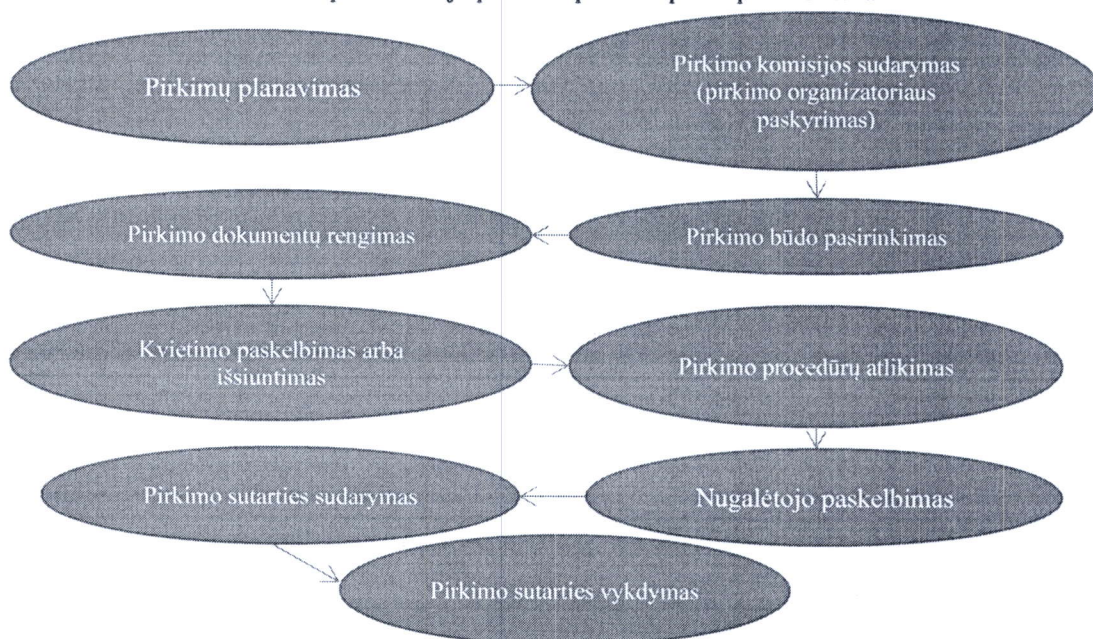 Pirkimų planavimas
Pirkimo komisijos sudarymas
(pirkimo organizatoriaus
paskyrimas)
Pirkimo būdo pasirinkimas
Pirkimo dokumentų rengimas
Kvietimo paskelbimas arba
išsiuntimas
Pirkimo procedūrų atlikimas
Nugalėtojo paskelbimas
Pirkimo sutarties sudarymas
Pirkimo sutarties vykdymas